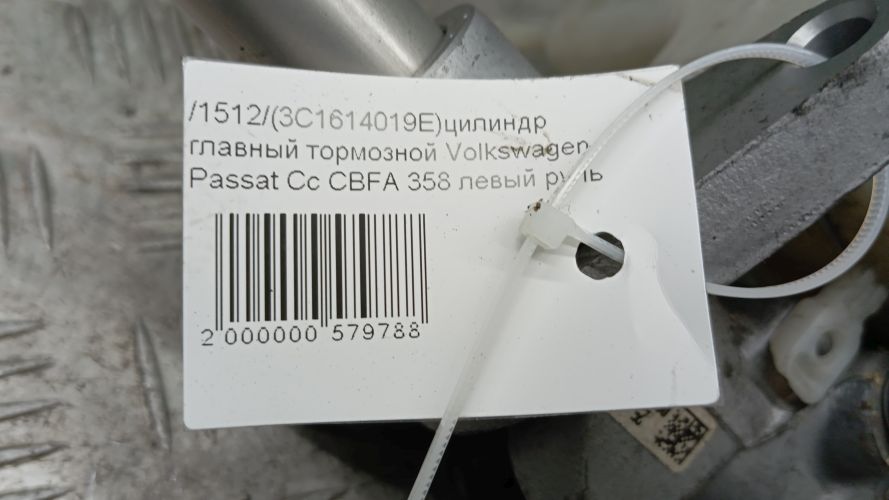 /1512/(3C1614019E)цилиндр
главный тормозной Volkswagen
Passat Cc CBFA 358 левый руль
2 000000 579788